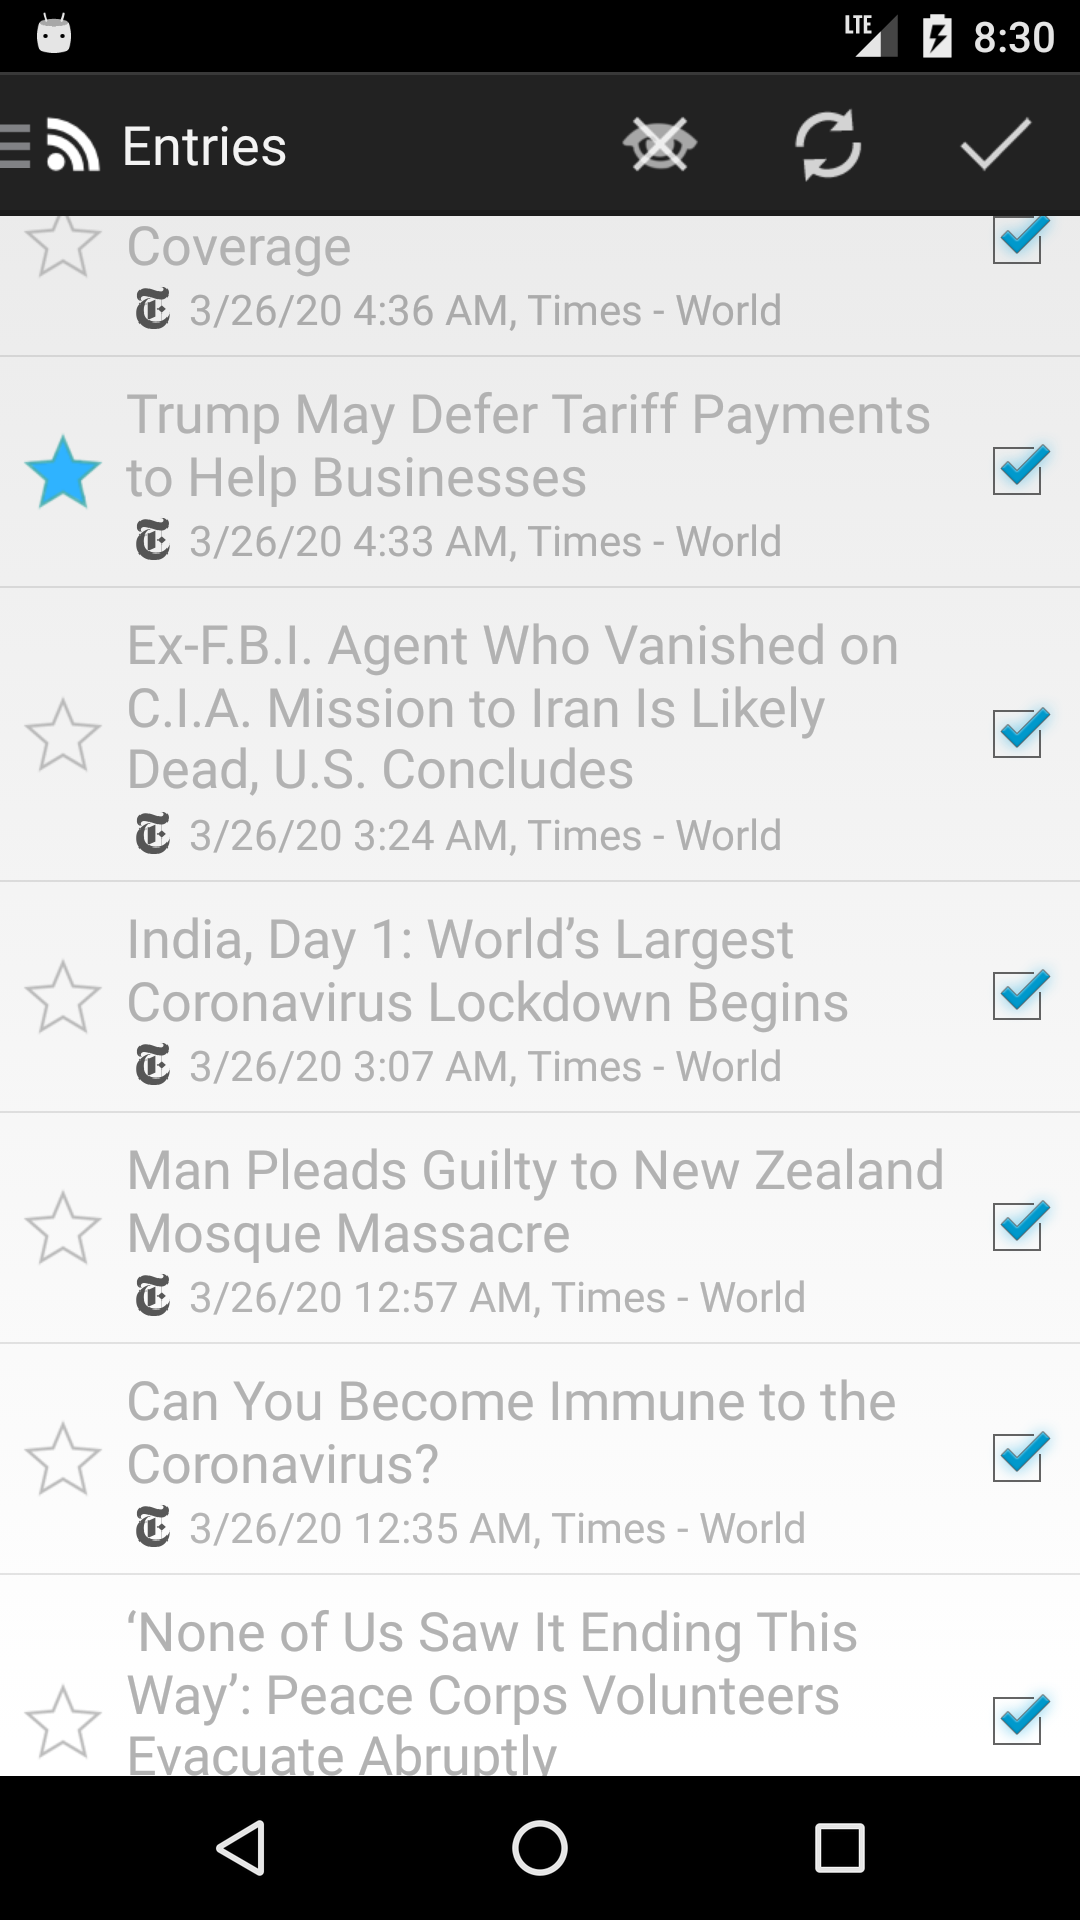 LTE 8:30
Entries
Coverage
3/26/20 4:36 AM, Times - World
Trump May Defer Tariff Payments
to Help Businesses
3/26/20 4:33 AM, Times - World
Ex-F.B.I. Agent Who Vanished on
C.I.A. Mission to Iran Is Likely
Dead, U.S. Concludes
3/26/20 3:24 AM, Times - World
India, Day 1: World’s Largest
Coronavirus Lockdown Begins
3/26/20 3:07 AM, Times - World
Man Pleads Guilty to New Zealand
Mosque Massacre
3/26/20 12:57 AM, Times - World
Can You Become Immune to the
Coronavirus?
3/26/20 12:35 AM, Times - World
‘None of Us Saw It Ending This
Way’: Peace Corps Volunteers
Evacuate Abruptly